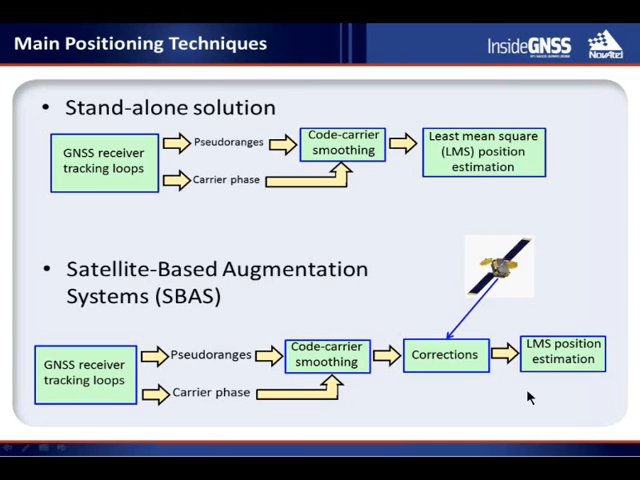 Main Positioning Techniques
InsideGNSS
NovAtel
• Stand-alone solution
GNSS receiver
tracking loops
Pseudoranges
Carrier phase
Code-carrier
smoothing
Least mean square
(LMS) position
estimation
• Satellite-Based Augmentation
Systems (SBAS)
GNSS receiver
tracking loops
Pseudoranges
Carrier phase
Code-carrier
smoothing
Corrections
LMS position
estimation